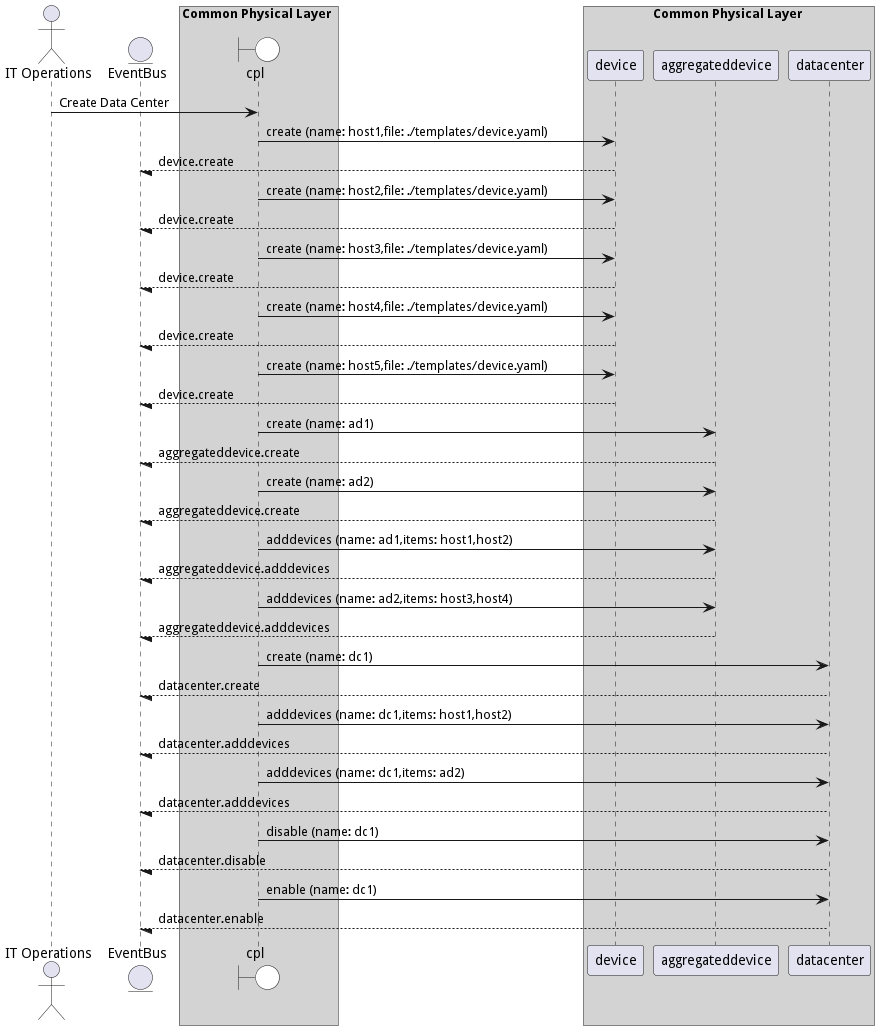 Common Physical Layer
Common Physical Layer
IT Operations
EventBus
cpl
device
aggregateddevice
datacenter
Create Data Center
create (name: host1,file: ./templates/device.yaml)
device.create
create (name: host2,file: ./templates/device.yaml)
device.create
create (name: host3,file: ./templates/device.yaml)
device.create
create (name: host4,file: ./templates/device.yaml)
device.create
create (name: host5,file: ./templates/device.yaml)
device.create
create (name: ad1)
aggregateddevice.create
create (name: ad2)
aggregateddevice.create
adddevices (name: ad1,items: host1,host2)
aggregateddevice.adddevices
adddevices (name: ad2,items: host3,host4)
aggregateddevice.adddevices
create (name: dc1)
datacenter.create
adddevices (name: dc1,items: host1,host2)
datacenter.adddevices
adddevices (name: dc1,items: ad2)
datacenter.adddevices
disable (name: dc1)
datacenter.disable
enable (name: dc1)
datacenter.enable
IT Operations
EventBus
cpl
device
aggregateddevice
datacenter